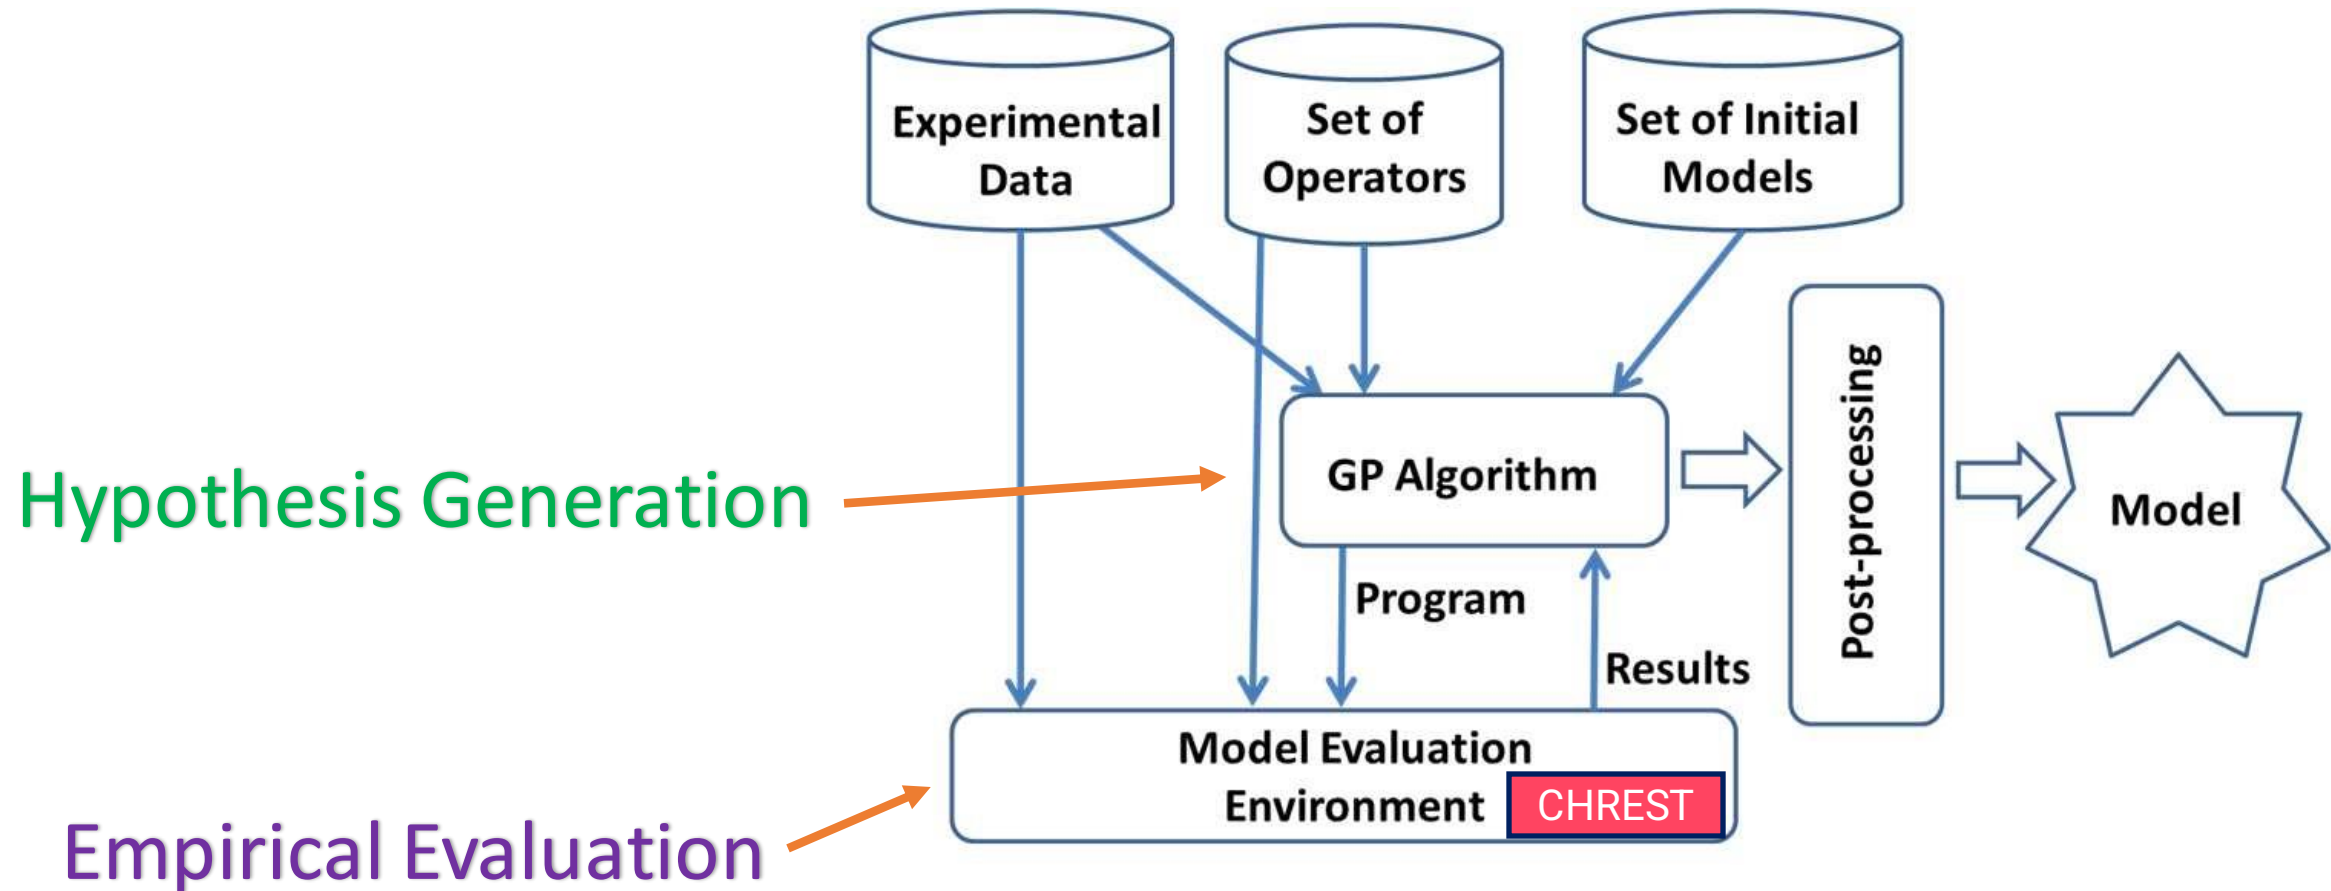 Experimental
Data
Set of
Operators
Set of Initial
Models
Hypothesis Generation
GP Algorithm
Post-processing
Model
Program
Results
Model Evaluation
Environment
CHREST
Empirical Evaluation